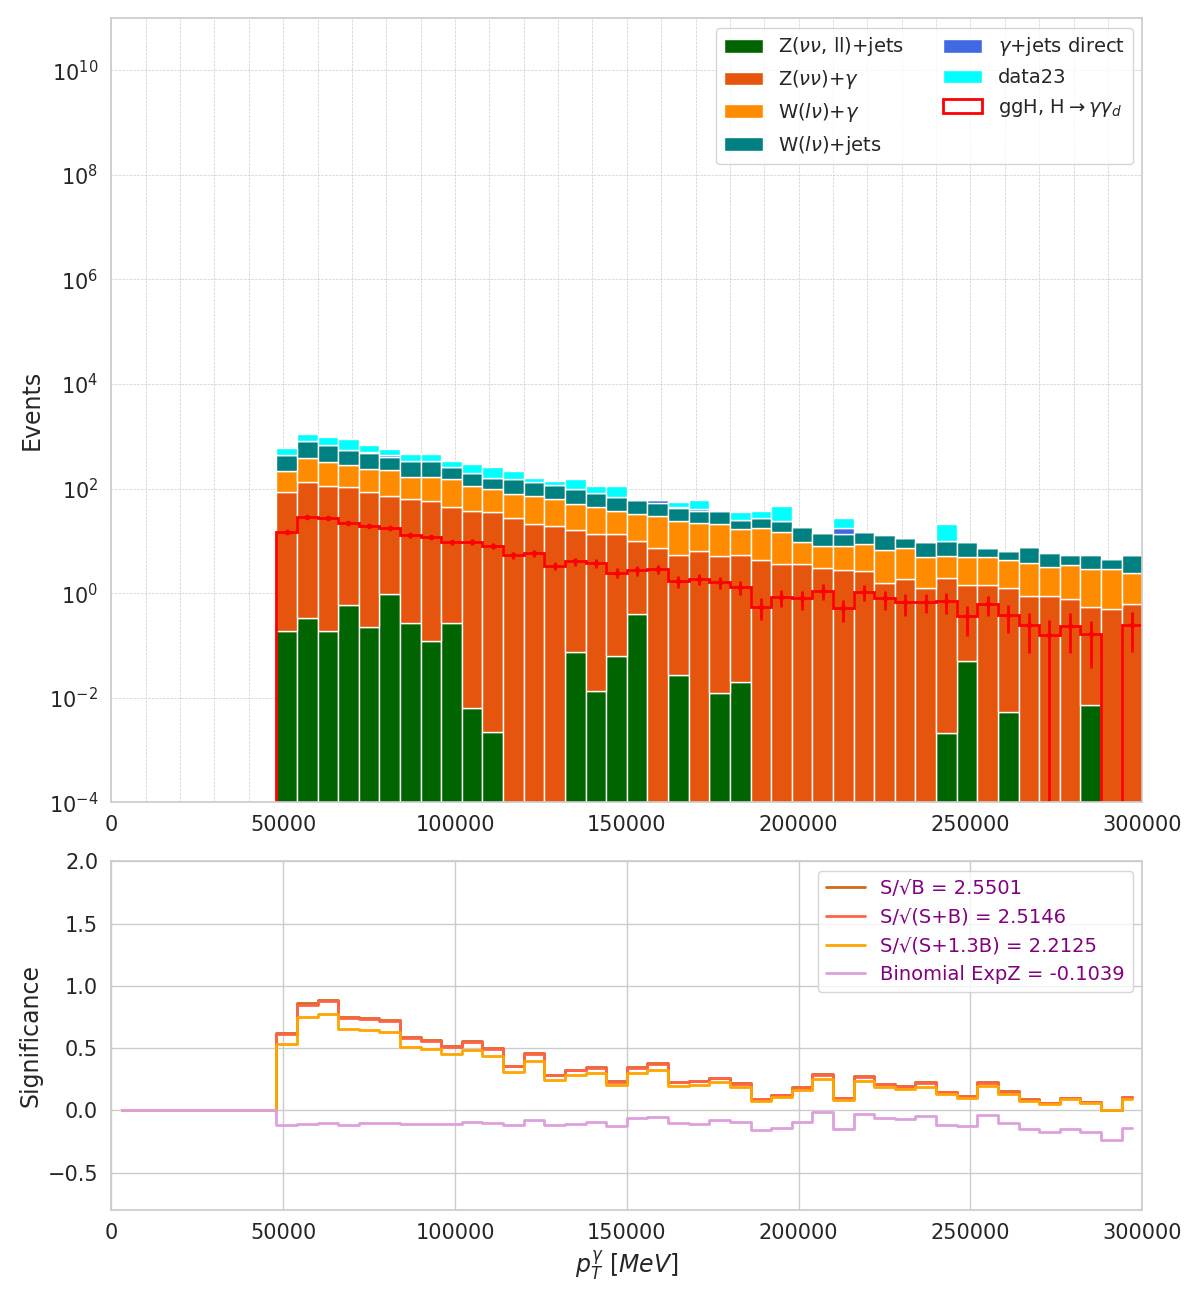 Z(νν, ll)+jets
Z(νν)+γ
W(lν)+γ
W(lν)+jets
γ+jets direct
data23
ggH, H→γγ_d
Events
10^10
10^8
10^6
10^4
10^2
10^0
10^−2
10^−4
0 50000 100000 150000 200000 250000 300000
S/√B = 2.5501
S/√(S+B) = 2.5146
S/√(S+1.3B) = 2.2125
Binomial ExpZ = -0.1039
Significance
2.0
1.5
1.0
0.5
0.0
−0.5
0 50000 100000 150000 200000 250000 300000
p_T^γ [MeV]